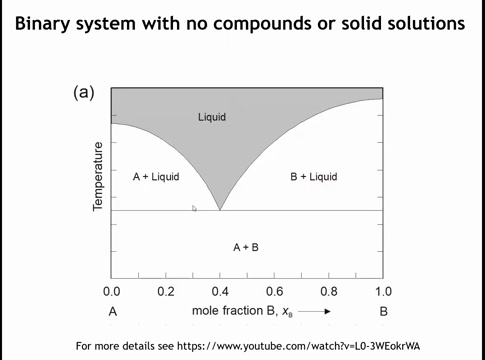 Binary system with no compounds or solid solutions
(a)
Liquid
A + Liquid
B + Liquid
Temperature
A + B
0.0 0.2 0.4 0.6 0.8 1.0
A mole fraction B, xB B
For more details see https://www.youtube.com/watch?v=L0-3WEokrWA